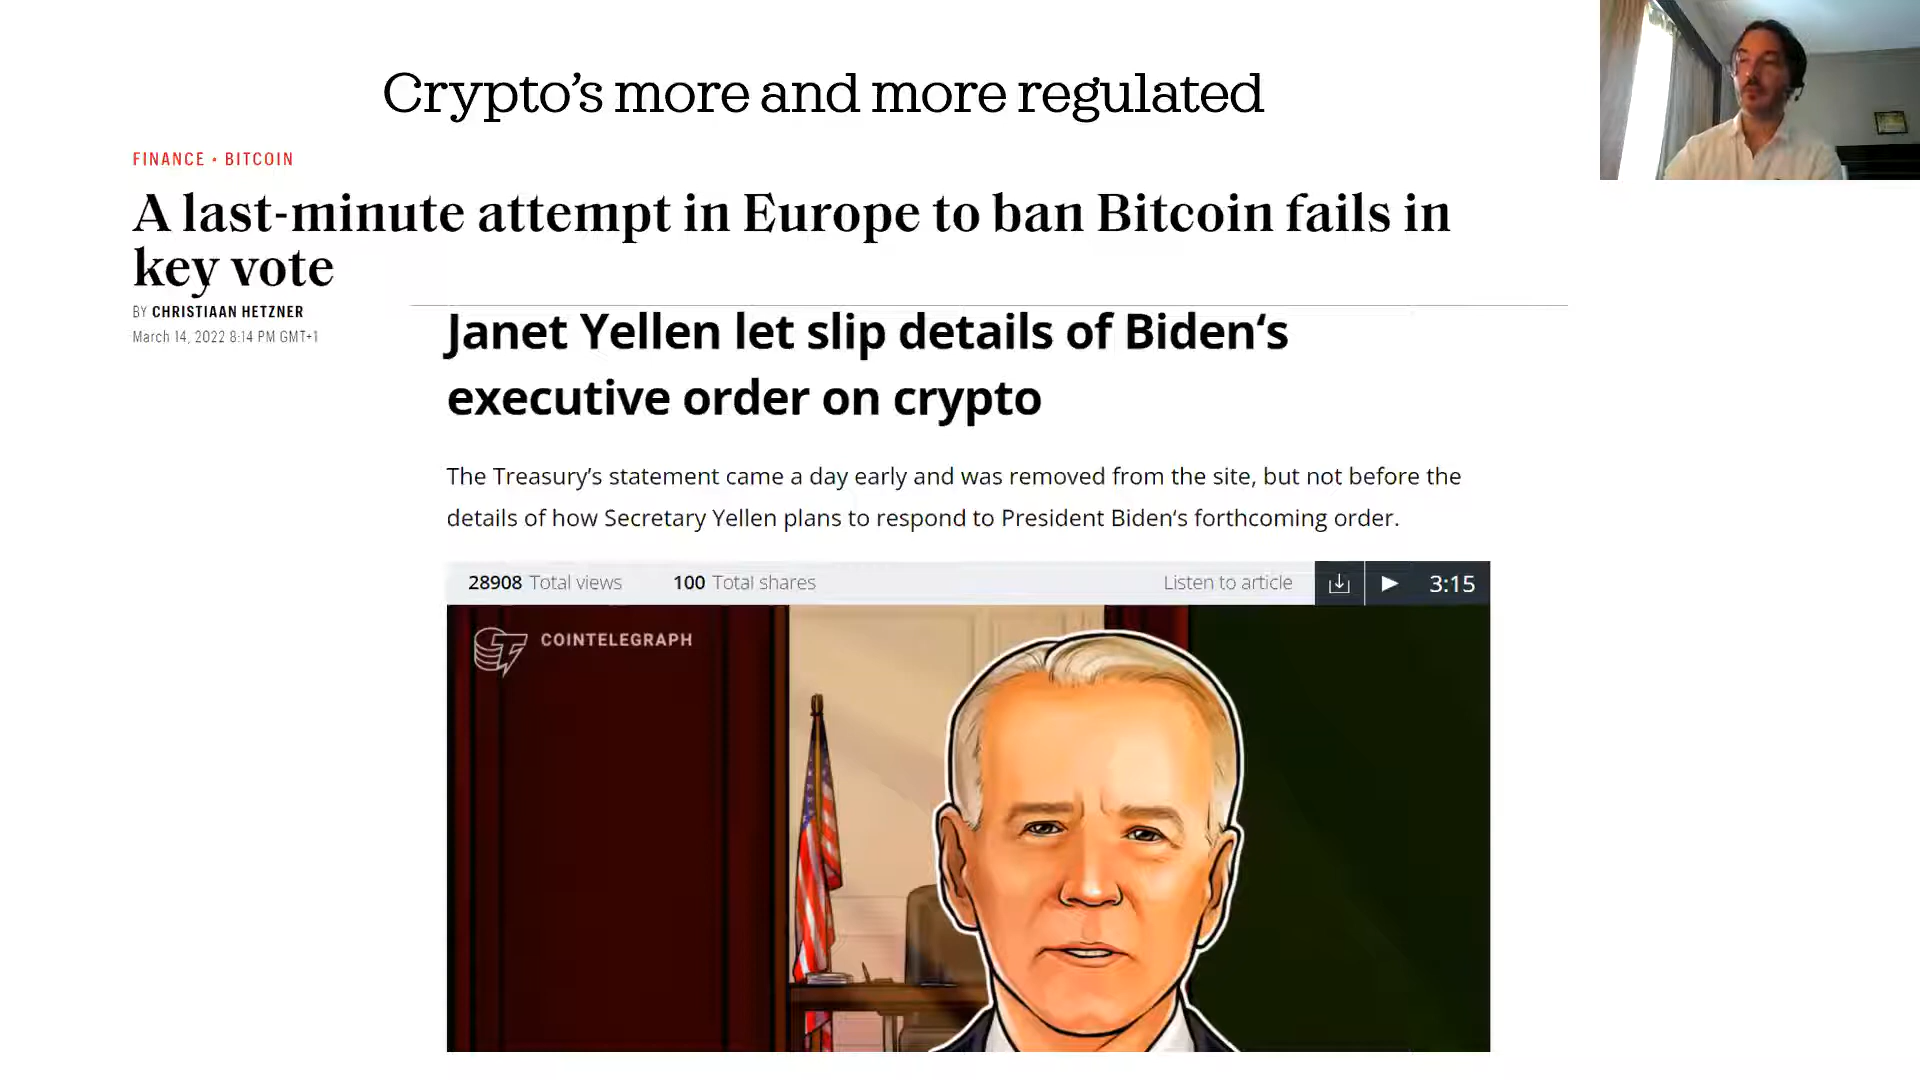 Crypto’s more and more regulated
FINANCE · BITCOIN
A last-minute attempt in Europe to ban Bitcoin fails in
key vote
BY CHRISTIAAN HETZNER
March 14, 2022 8:14 PM GMT+1
Janet Yellen let slip details of Biden‘s
executive order on crypto
The Treasury’s statement came a day early and was removed from the site, but not before the
details of how Secretary Yellen plans to respond to President Biden‘s forthcoming order.
28908 Total views 100 Total shares Listen to article 3:15
COINTELEGRAPH